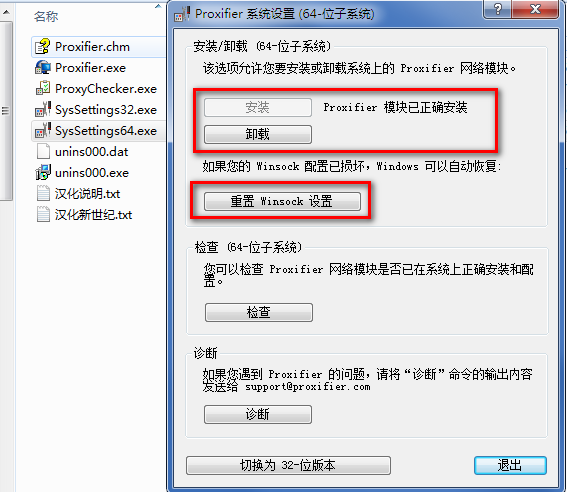 名称
Proxifier.chm
Proxifier.exe
ProxyChecker.exe
SysSettings32.exe
SysSettings64.exe
unins000.dat
unins000.exe
汉化说明.txt
汉化新世纪.txt
Proxifier 系统设置 (64-位子系统)
安装/卸载 (64-位子系统)
该选项允许您要安装或卸载系统上的 Proxifier 网络模块。
安装
Proxifier 模块已正确安装
卸载
如果您的 Winsock 配置已损坏,Windows 可以自动恢复:
重置 Winsock 设置
检查 (64-位子系统)
您可以检查 Proxifier 网络模块是否已在系统上正确安装和配
置。
检查
诊断
如果您遇到 Proxifier 的问题,请将“诊断”命令的输出内容
发送给 support@proxifier.com
诊断
切换为 32-位版本
退出